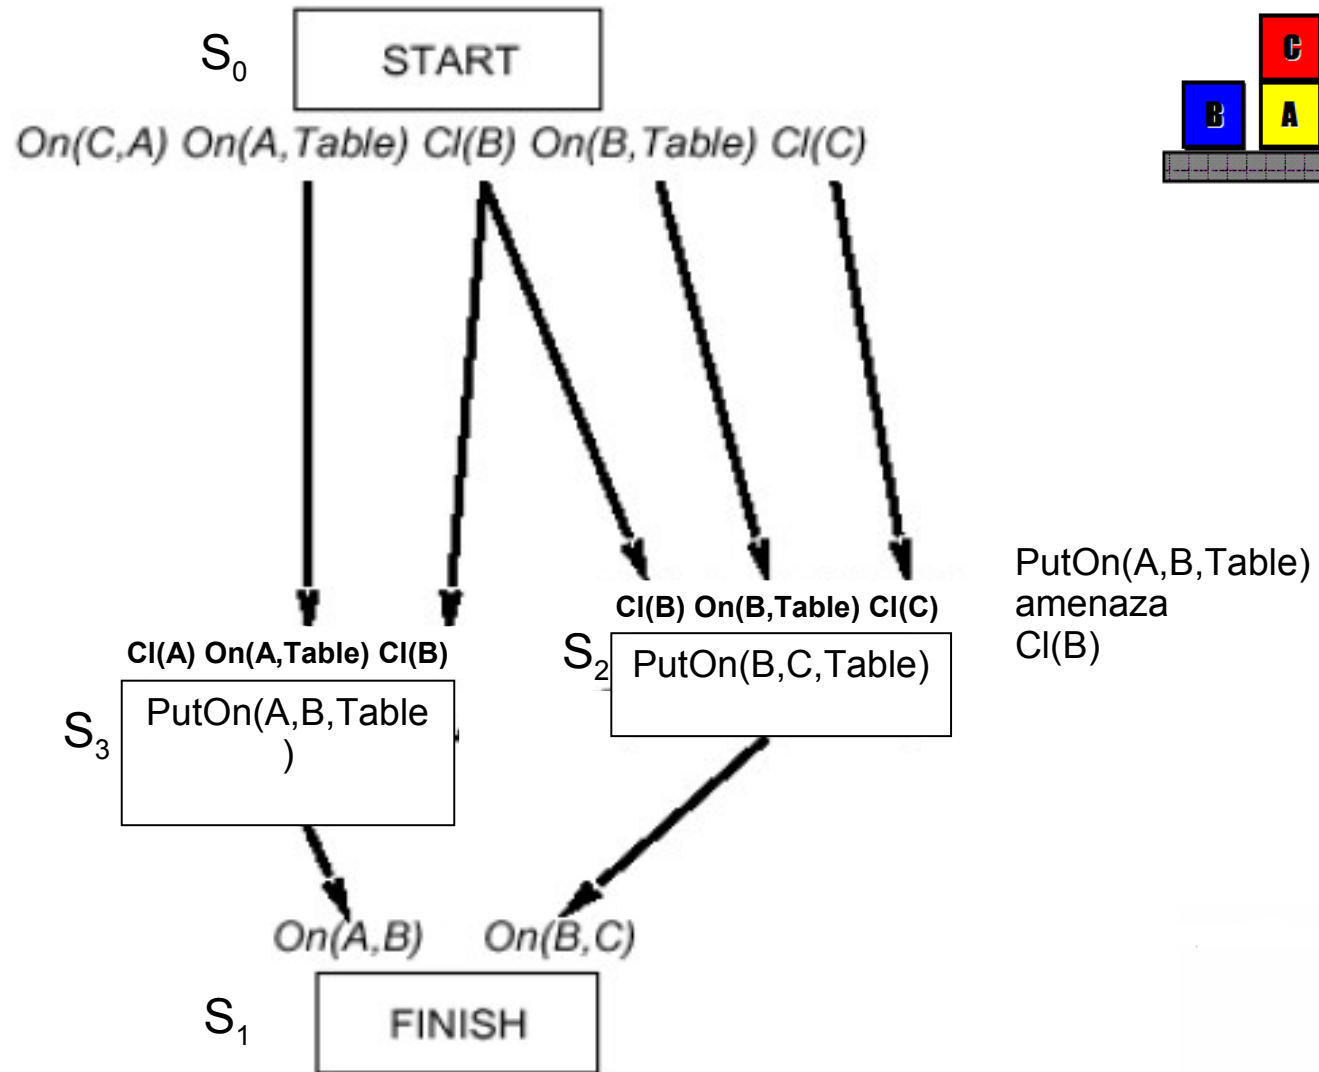 S0
START
On(C,A) On(A,Table) Cl(B) On(B,Table) Cl(C)
C
B
A
Cl(B) On(B,Table) Cl(C)
S2
PutOn(B,C,Table)
PutOn(A,B,Table)
amenaza
Cl(B)
Cl(A) On(A,Table) Cl(B)
S3
PutOn(A,B,Table
)
On(A,B) On(B,C)
S1
FINISH